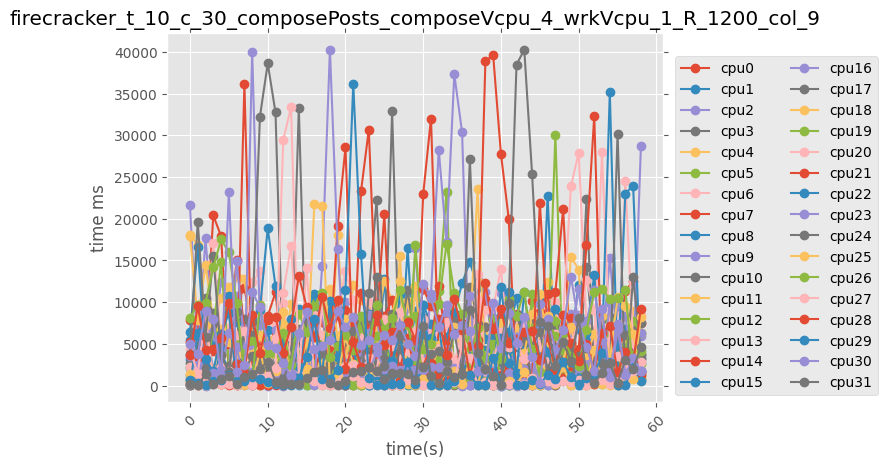 firecracker_t_10_c_30_composePosts_composeVcpu_4_wrkVcpu_1_R_1200_col_9
time ms
40000
35000
30000
25000
20000
15000
10000
5000
0
0
10
20
30
40
50
60
time(s)
cpu0
cpu1
cpu2
cpu3
cpu4
cpu5
cpu6
cpu7
cpu8
cpu9
cpu10
cpu11
cpu12
cpu13
cpu14
cpu15
cpu16
cpu17
cpu18
cpu19
cpu20
cpu21
cpu22
cpu23
cpu24
cpu25
cpu26
cpu27
cpu28
cpu29
cpu30
cpu31